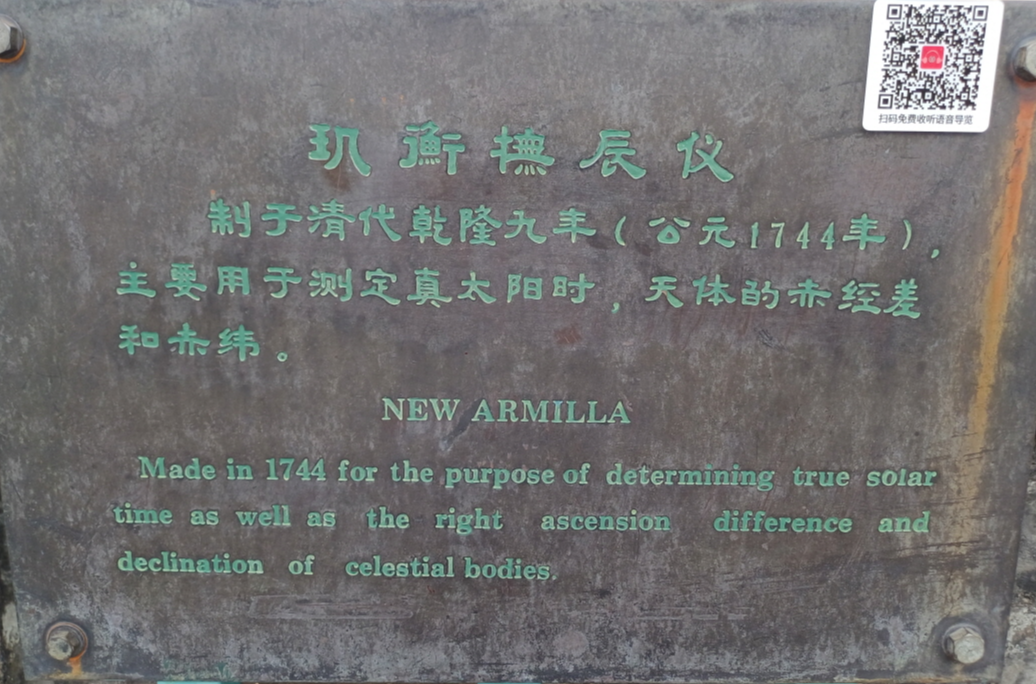 玑衡撫辰仪
制于清代乾隆九年（公元1744年），
主要用于测定真太阳时，天体的赤经差
和赤纬。
NEW ARMILLA
Made in 1744 for the purpose of determining true solar
time as well as the right ascension difference and
declination of celestial bodies.
扫码免费收听语音导览